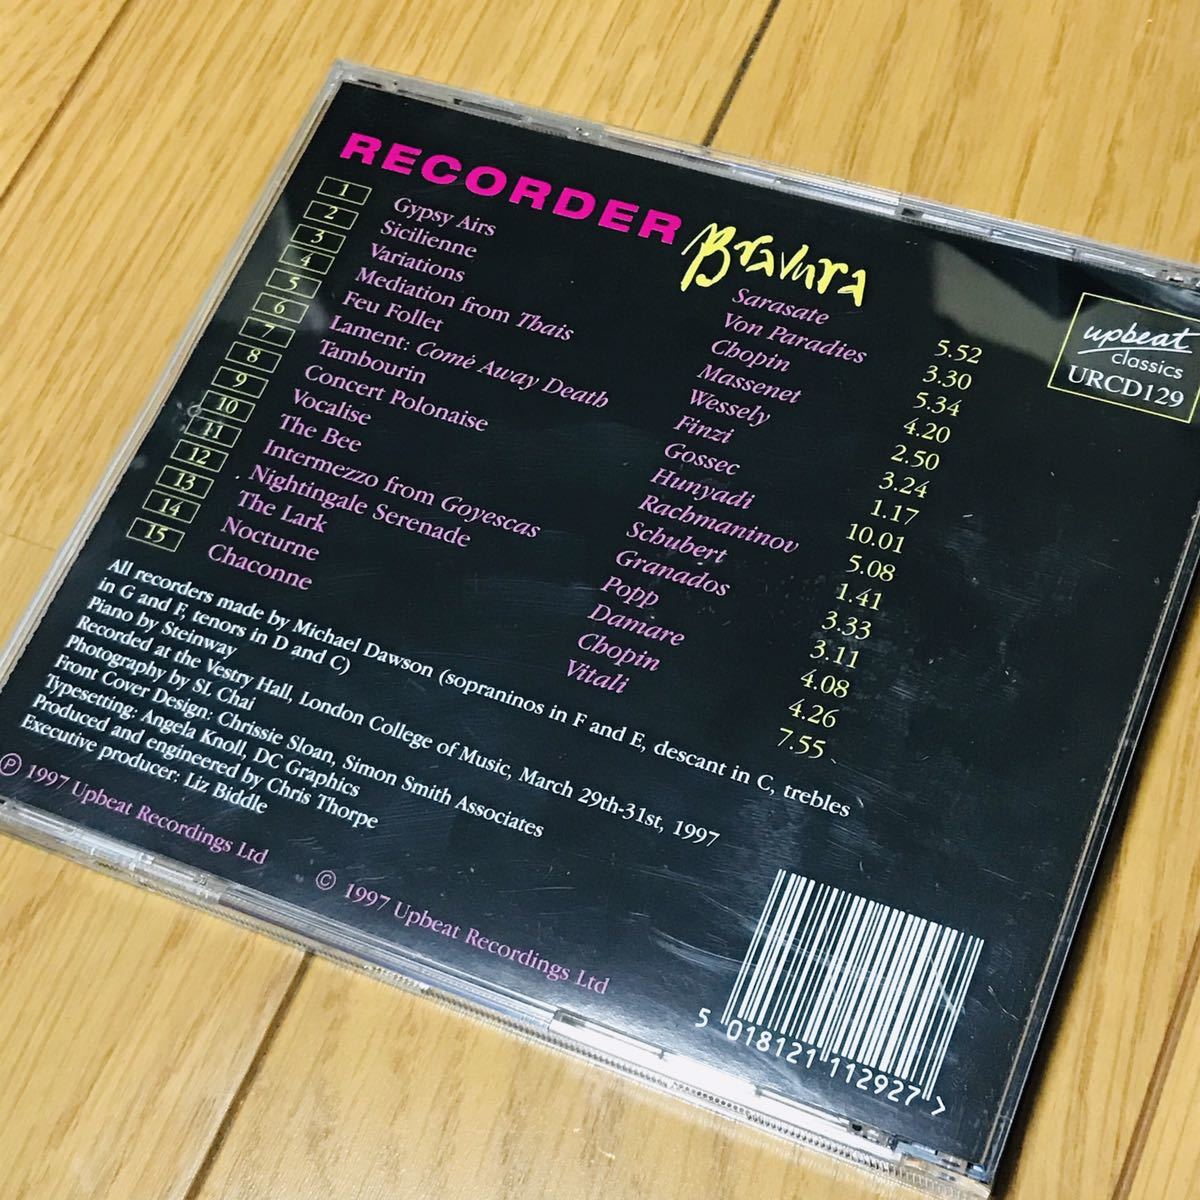 RECORDER Bravura
1 Gypsy Airs Sarasate 5.52
2 Sicilienne Von Paradies 3.30
3 Variations Chopin 5.34
4 Mediation from Thais Massenet 4.20
5 Feu Follet Wessely 2.50
6 Lament: Come Away Death Finzi 3.24
7 Tambourin Gossec 1.17
8 Concert Polonaise Hunyadi 10.01
9 Vocalise Rachmaninov 5.08
10 The Bee Schubert 1.41
11 Intermezzo from Goyescas Granados 3.33
12 Nightingale Serenade Popp 3.11
13 The Lark Damare 4.08
14 Nocturne Chopin 4.26
15 Chaconne Vitali 7.55
upbeat
classics
URCD129
All recorders made by Michael Dawson (sopraninos in F and E, descant in C, trebles
in G and F, tenors in D and C)
Piano by Steinway
Recorded at the Vestry Hall, London College of Music, March 29th-31st, 1997
Photography by SL Chai
Front Cover Design: Chrissie Sloan, Simon Smith Associates
Typesetting: Angela Knoll, DC Graphics
Produced and engineered by Chris Thorpe
Executive producer: Liz Biddle
℗ 1997 Upbeat Recordings Ltd
© 1997 Upbeat Recordings Ltd
5 018121 112927 >